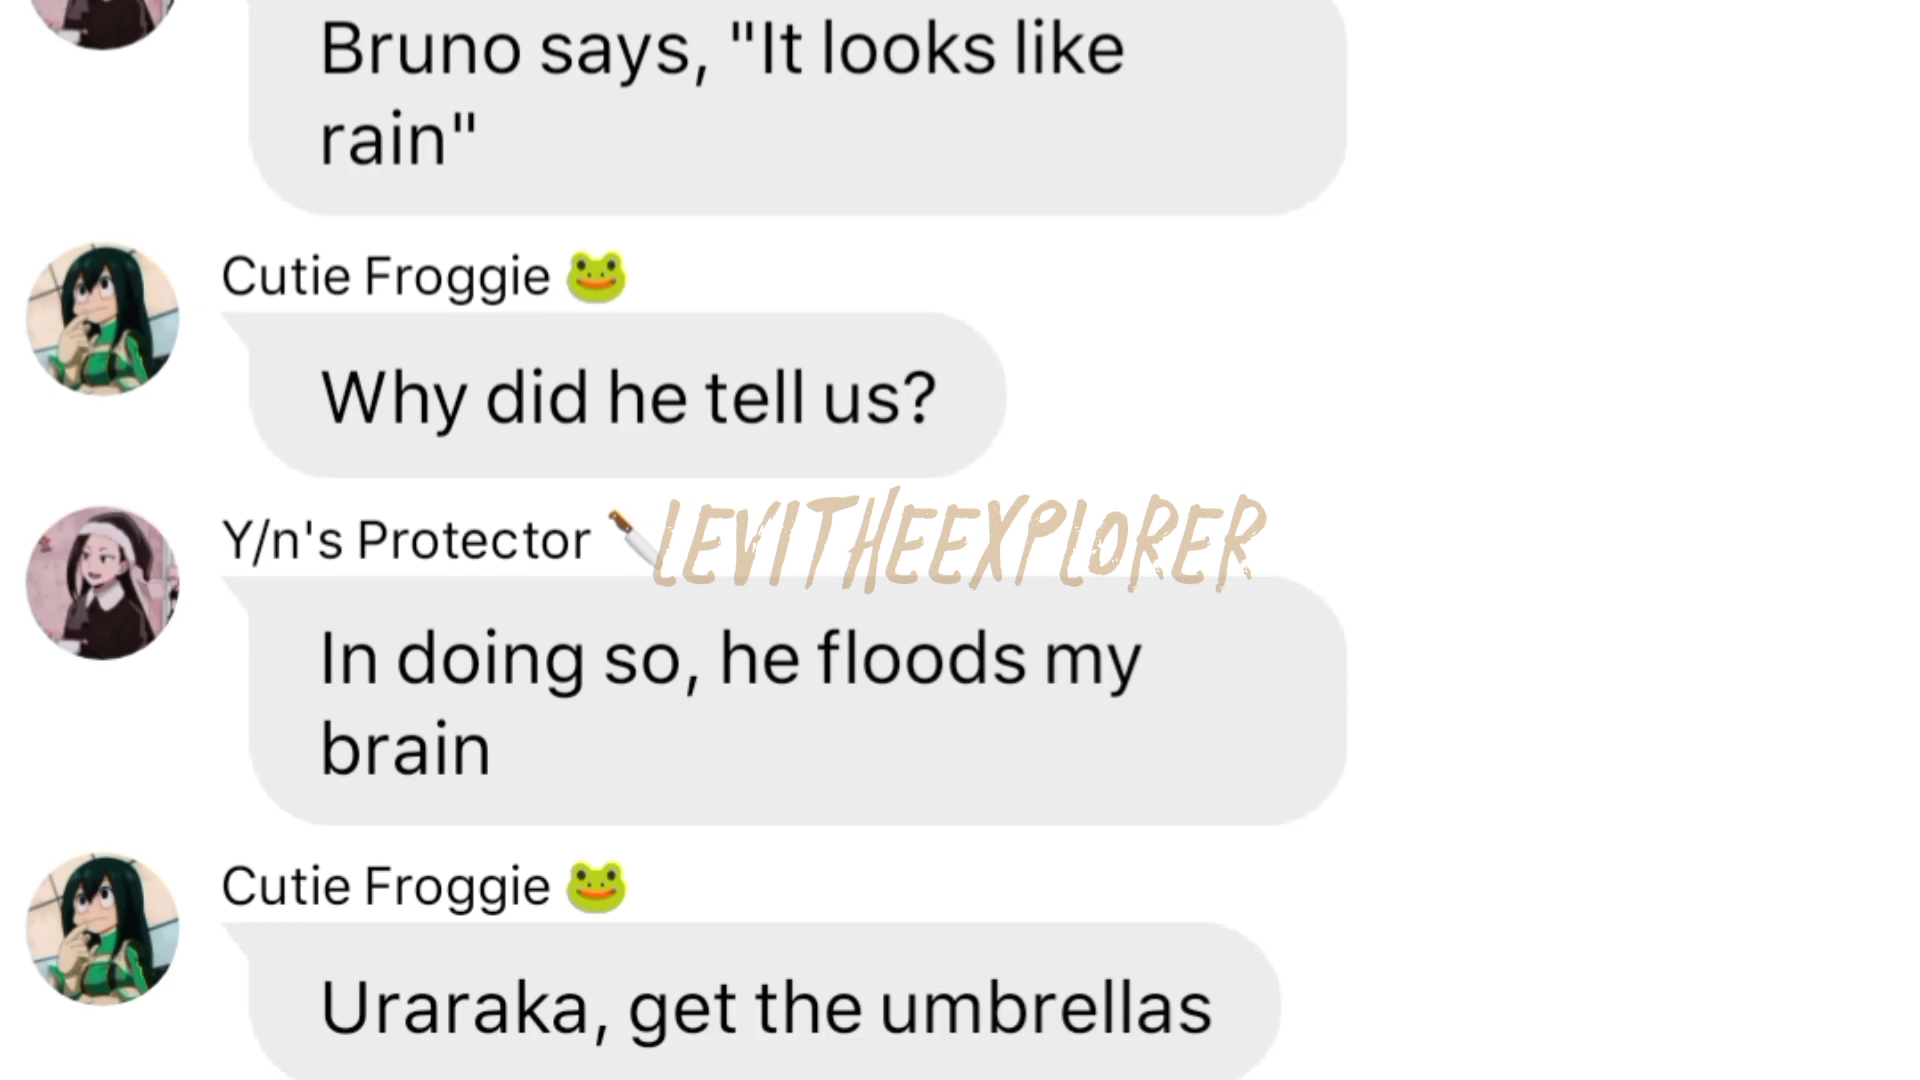 Bruno says, "It looks like
rain"
Cutie Froggie 🐸
Why did he tell us?
Y/n's Protector 🔪
LEVITHEEXPLORER
In doing so, he floods my
brain
Cutie Froggie 🐸
Uraraka, get the umbrellas